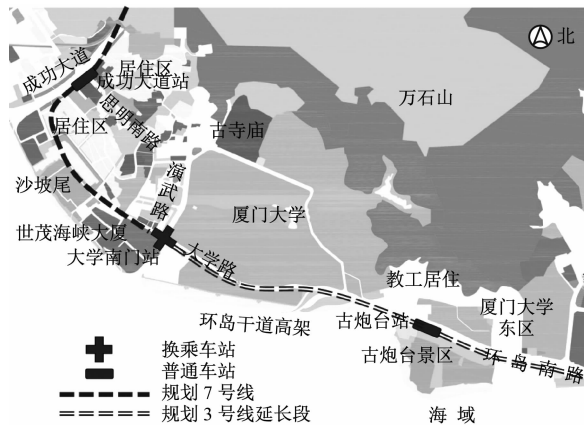 北
成功大道
居住区
成功大道站
万石山
思明南路
居住区
古寺庙
演武路
沙坡尾
厦门大学
世茂海峡大厦
大学南门站
大学路
教工居住
厦门大学
东区
环岛干道高架
古炮台站
古炮台景区
环岛南路
换乘车站
普通车站
规划7号线
规划3号线延长段
海域